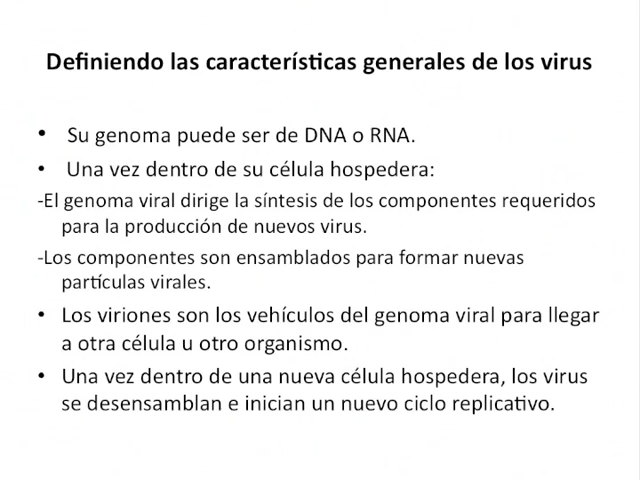 Definiendo las características generales de los virus
• Su genoma puede ser de DNA o RNA.
• Una vez dentro de su célula hospedera:
-El genoma viral dirige la síntesis de los componentes requeridos
para la producción de nuevos virus.
-Los componentes son ensamblados para formar nuevas
partículas virales.
• Los viriones son los vehículos del genoma viral para llegar
a otra célula u otro organismo.
• Una vez dentro de una nueva célula hospedera, los virus
se desensamblan e inician un nuevo ciclo replicativo.